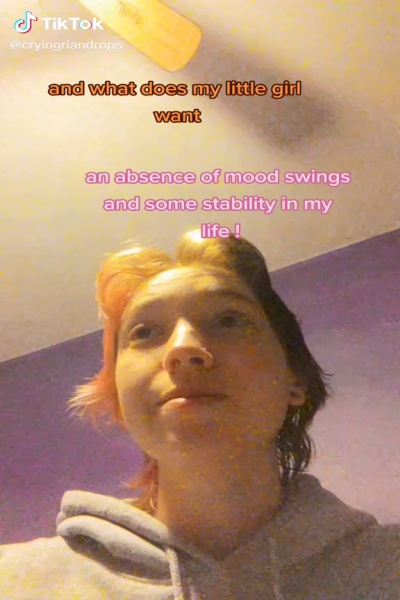 TikTok
@cryingriandrops
and what does my little girl
want
an absence of mood swings
and some stability in my
life !